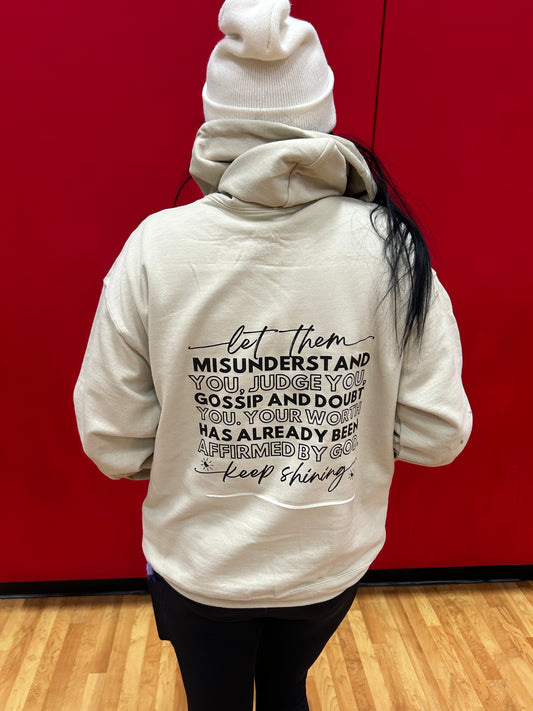 let them
MISUNDERSTAND
YOU, JUDGE YOU,
GOSSIP AND DOUBT
YOU. YOUR WORTH
HAS ALREADY BEEN
AFFIRMED BY GOD.
keep shining